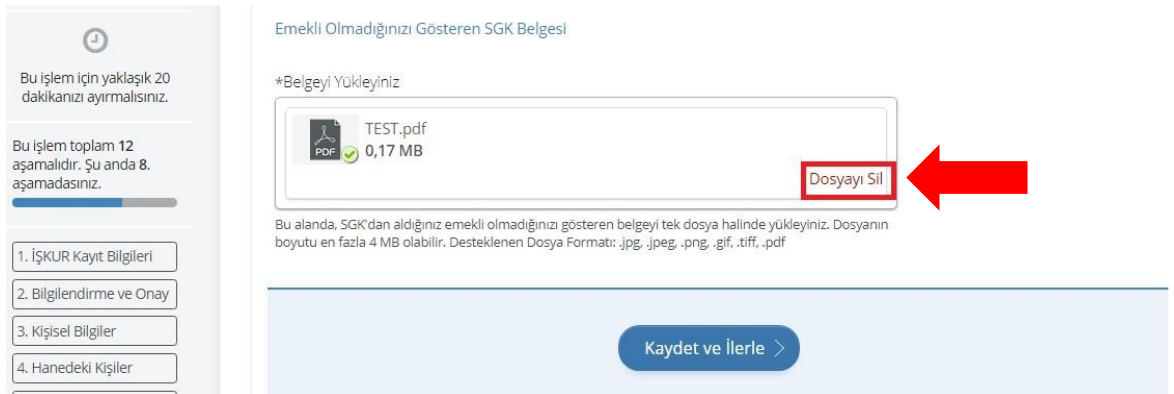 Bu işlem için yaklaşık 20
dakikanızı ayırmalısınız.
Bu işlem toplam 12
aşamalıdır. Şu anda 8.
aşamadasınız.
1. İŞKUR Kayıt Bilgileri
2. Bilgilendirme ve Onay
3. Kişisel Bilgiler
4. Hanedeki Kişiler
Emekli Olmadığınızı Gösteren SGK Belgesi
*Belgeyi Yükleyiniz
PDF
TEST.pdf
0,17 MB
Dosyayı Sil
Bu alanda, SGK'dan aldığınız emekli olmadığınızı gösteren belgeyi tek dosya halinde yükleyiniz. Dosyanın
boyutu en fazla 4 MB olabilir. Desteklenen Dosya Formatı: .jpg, .jpeg, .png, .gif, .tiff, .pdf
Kaydet ve İlerle